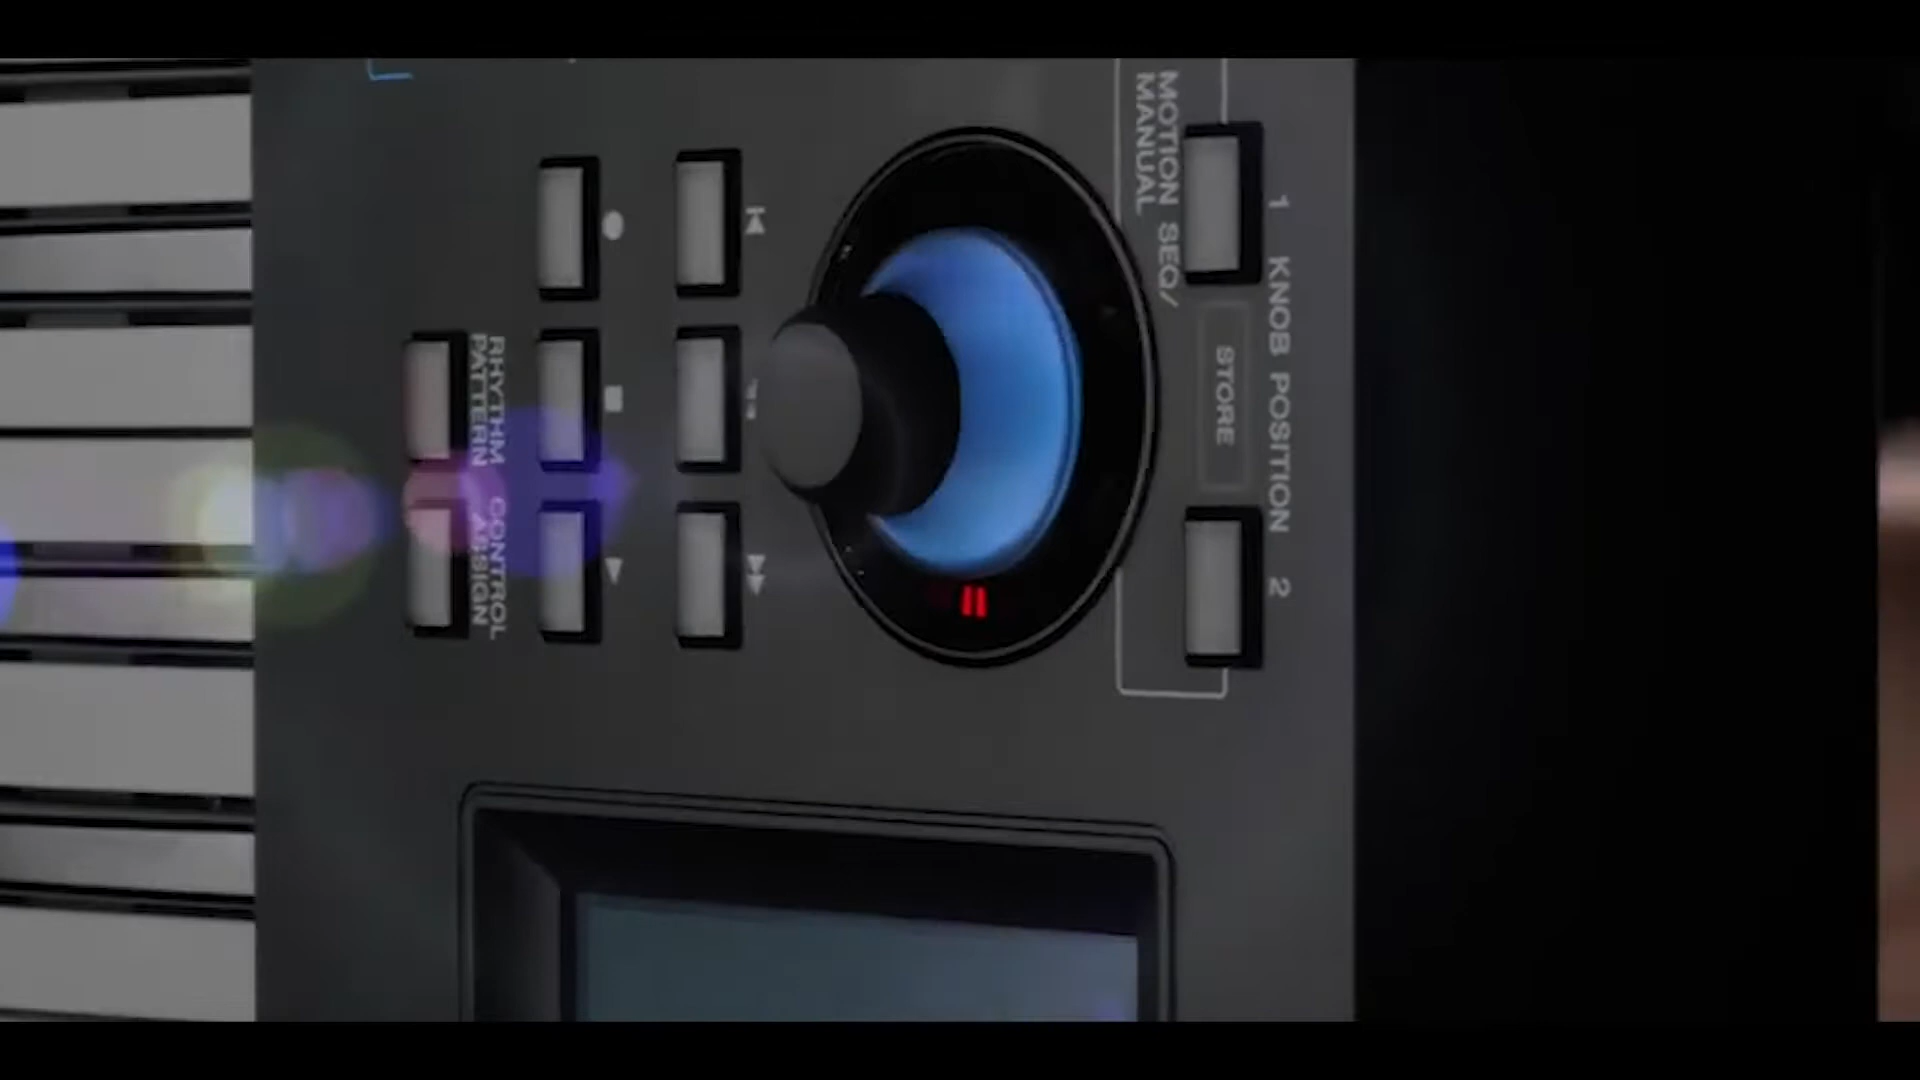 MOTION SEQ/
MANUAL
1 KNOB POSITION 2
STORE
RHYTHM
PATTERN
CONTROL
ASSIGN